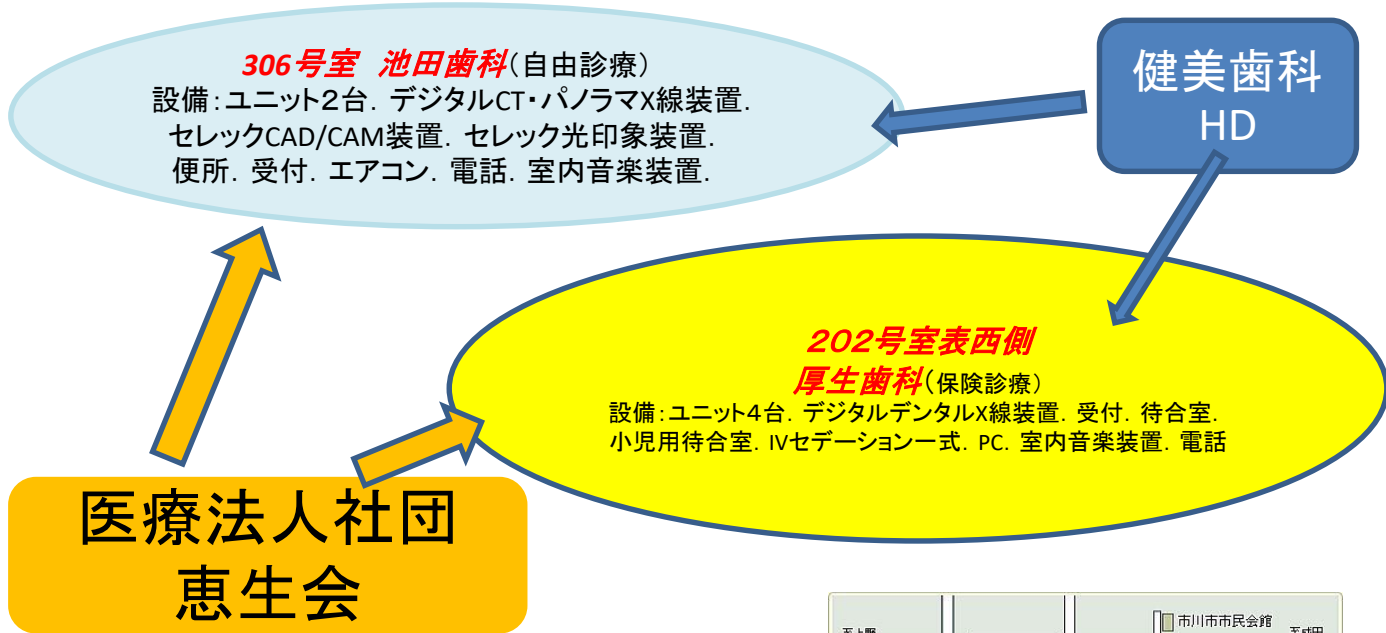 306号室 池田歯科(自由診療)
設備:ユニット2台. デジタルCT・パノラマX線装置.
セレックCAD/CAM装置. セレック光印象装置.
便所. 受付. エアコン. 電話. 室内音楽装置.
健美歯科
HD
202号室表西側
厚生歯科(保険診療)
設備:ユニット4台. デジタルデンタルX線装置. 受付. 待合室.
小児用待合室. IVセデーション一式. PC. 室内音楽装置. 電話
医療法人社団
恵生会
市川市市民会館